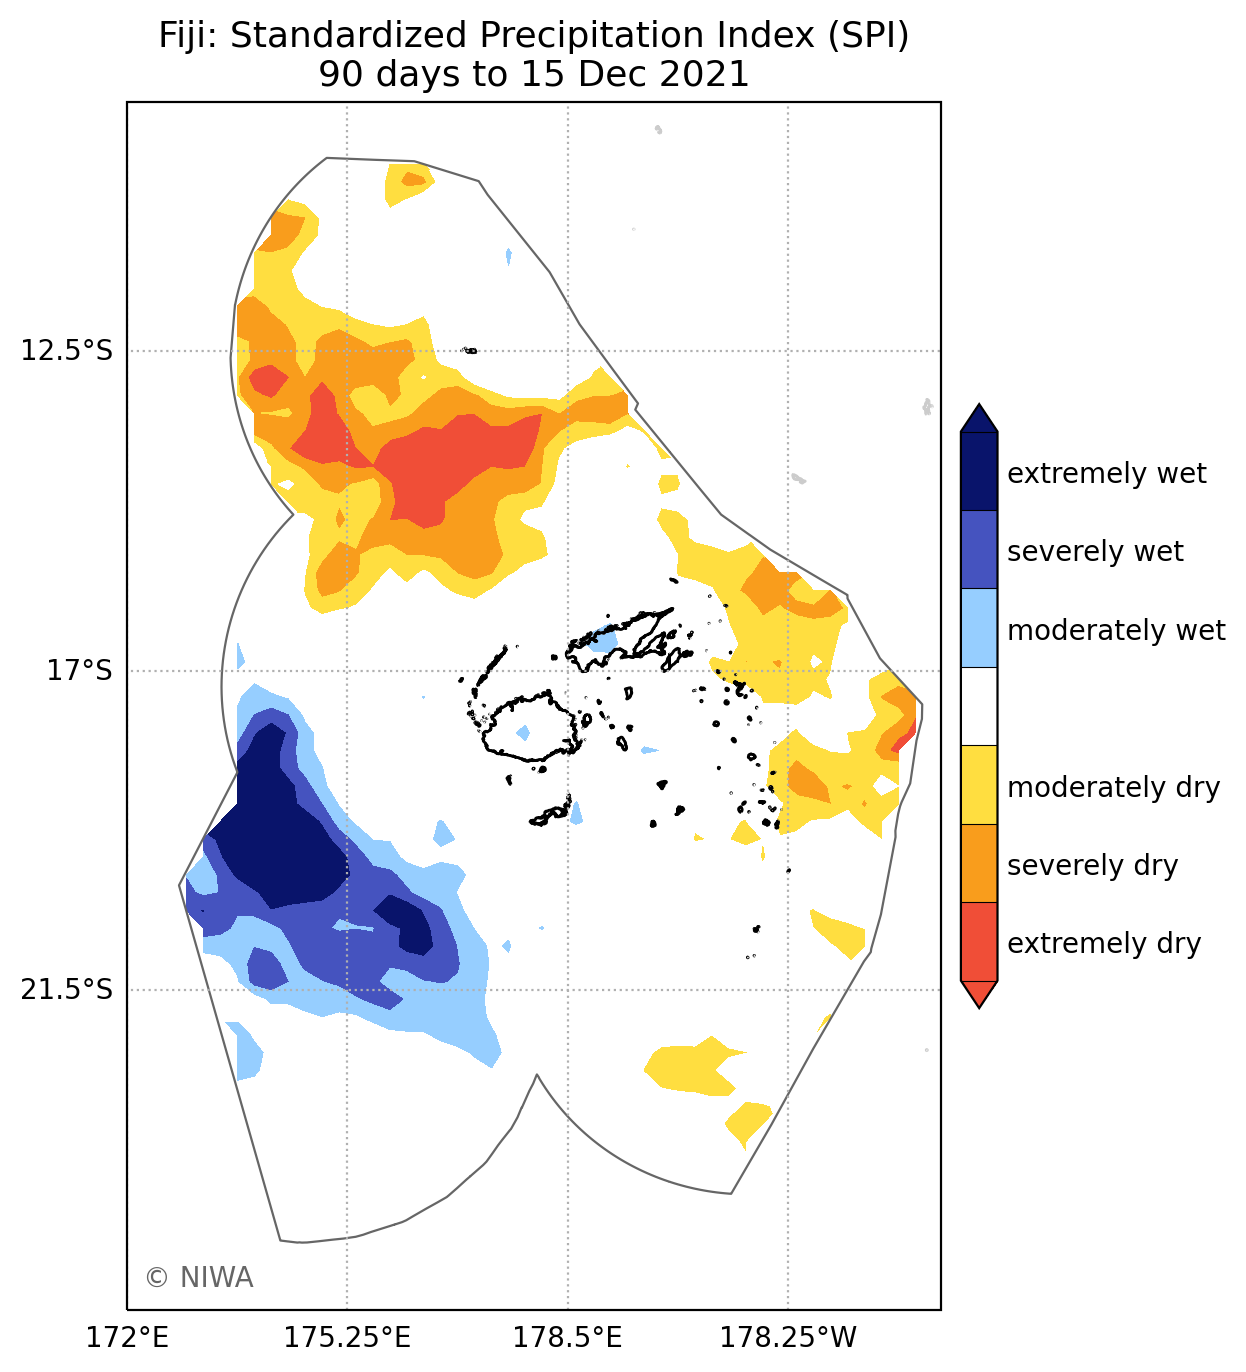 Fiji: Standardized Precipitation Index (SPI)
90 days to 15 Dec 2021
12.5°S
17°S
21.5°S
extremely wet
severely wet
moderately wet
moderately dry
severely dry
extremely dry
© NIWA
172°E
175.25°E
178.5°E
178.25°W